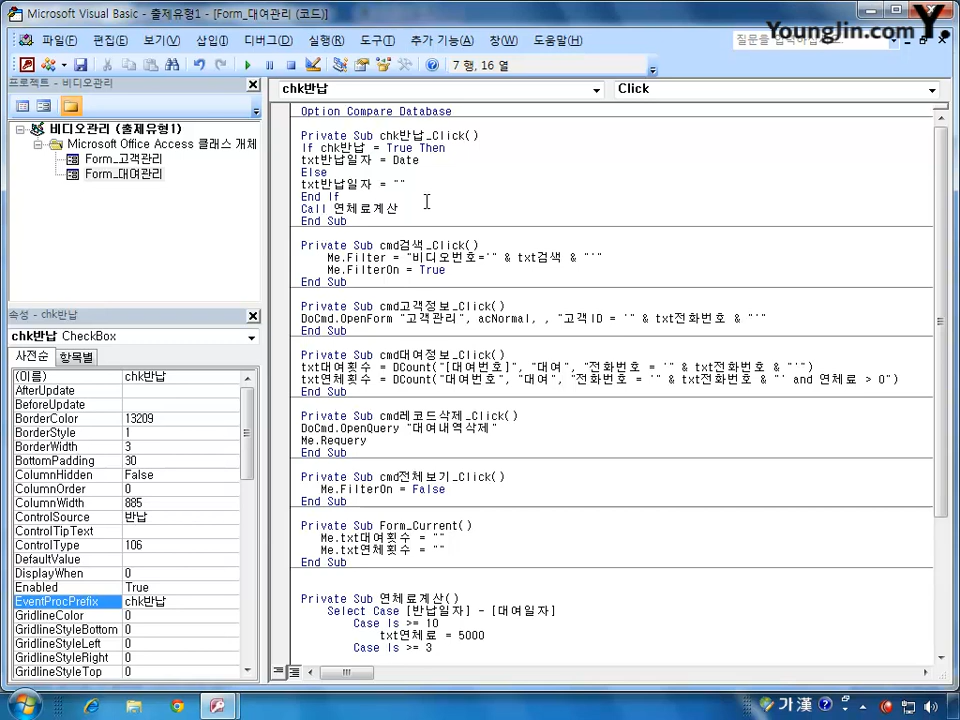 Microsoft Visual Basic - 출제유형1 - [Form_대여관리 (코드)]
YoungJin.com Y.
파일(F) 편집(E) 보기(V) 삽입(I) 디버그(D) 실행(R) 도구(T) 추가 기능(A) 창(W) 도움말(H)
질문을 입력하십시오.
7 행, 16 열
프로젝트 - 비디오관리
chk반납 Click
비디오관리 (출제유형1)
Microsoft Office Access 클래스 개체
Form_고객관리
Form_대여관리
속성 - chk반납
chk반납 CheckBox
사전순 항목별
(이름) chk반납
AfterUpdate
BeforeUpdate
BorderColor 13209
BorderStyle 1
BorderWidth 3
BottomPadding 30
ColumnHidden False
ColumnOrder 0
ColumnWidth 885
ControlSource 반납
ControlTipText
ControlType 106
DefaultValue
DisplayWhen 0
Enabled True
EventProcPrefix chk반납
GridlineColor 0
GridlineStyleBottom 0
GridlineStyleLeft 0
GridlineStyleRight 0
GridlineStyleTop 0
Option Compare Database
Private Sub chk반납_Click()
If chk반납 = True Then
txt반납일자 = Date
Else
txt반납일자 = ""
End If
Call 연체료계산
End Sub
Private Sub cmd검색_Click()
Me.Filter = "비디오번호='" & txt검색 & "'"
Me.FilterOn = True
End Sub
Private Sub cmd고객정보_Click()
DoCmd.OpenForm "고객관리", acNormal, , "고객ID = '" & txt전화번호 & "'"
End Sub
Private Sub cmd대여정보_Click()
txt대여횟수 = DCount("[대여번호]", "대여", "전화번호 = '" & txt전화번호 & "'")
txt연체횟수 = DCount("대여번호", "대여", "전화번호 = '" & txt전화번호 & "' and 연체료 > 0")
End Sub
Private Sub cmd레코드삭제_Click()
DoCmd.OpenQuery "대여내역삭제"
Me.Requery
End Sub
Private Sub cmd전체보기_Click()
Me.FilterOn = False
End Sub
Private Sub Form_Current()
Me.txt대여횟수 = ""
Me.txt연체횟수 = ""
End Sub
Private Sub 연체료계산()
Select Case [반납일자] - [대여일자]
Case Is >= 10
txt연체료 = 5000
Case Is >= 3
가 漢